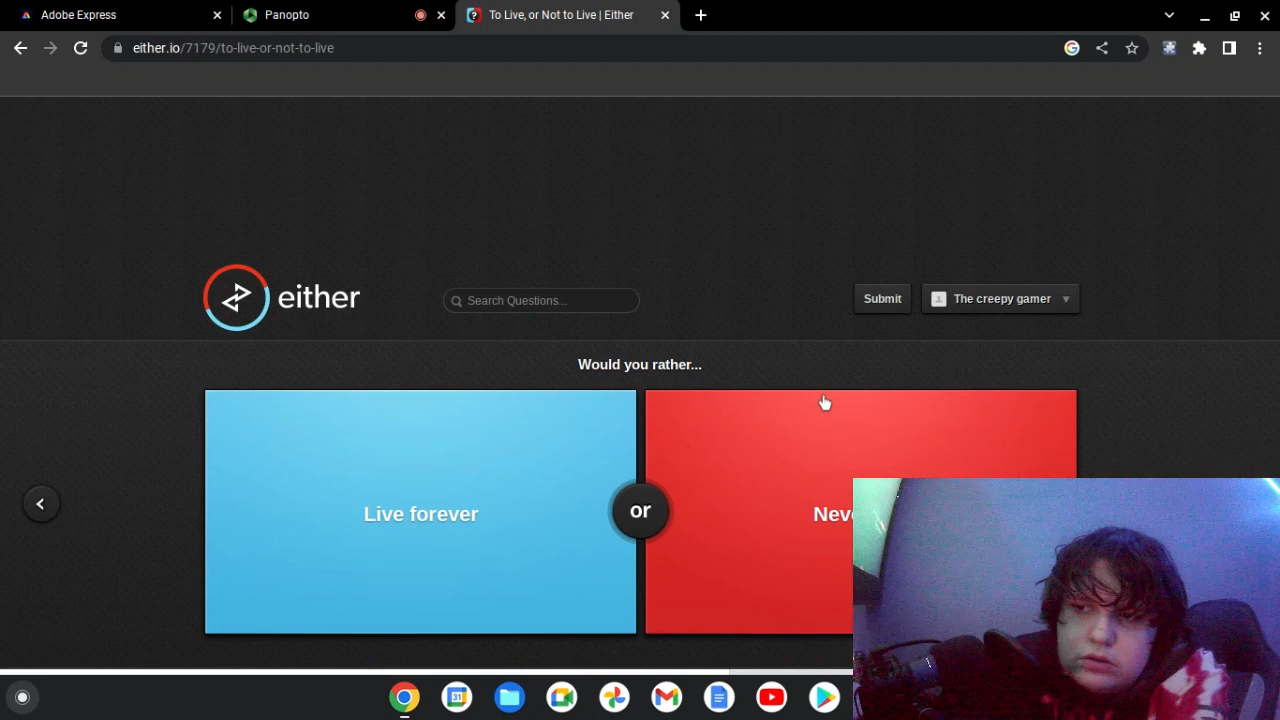 Adobe Express
Panopto
To Live, or Not to Live | Either
either.io/7179/to-live-or-not-to-live
either
Search Questions...
Submit
The creepy gamer
Would you rather...
Live forever
or
31